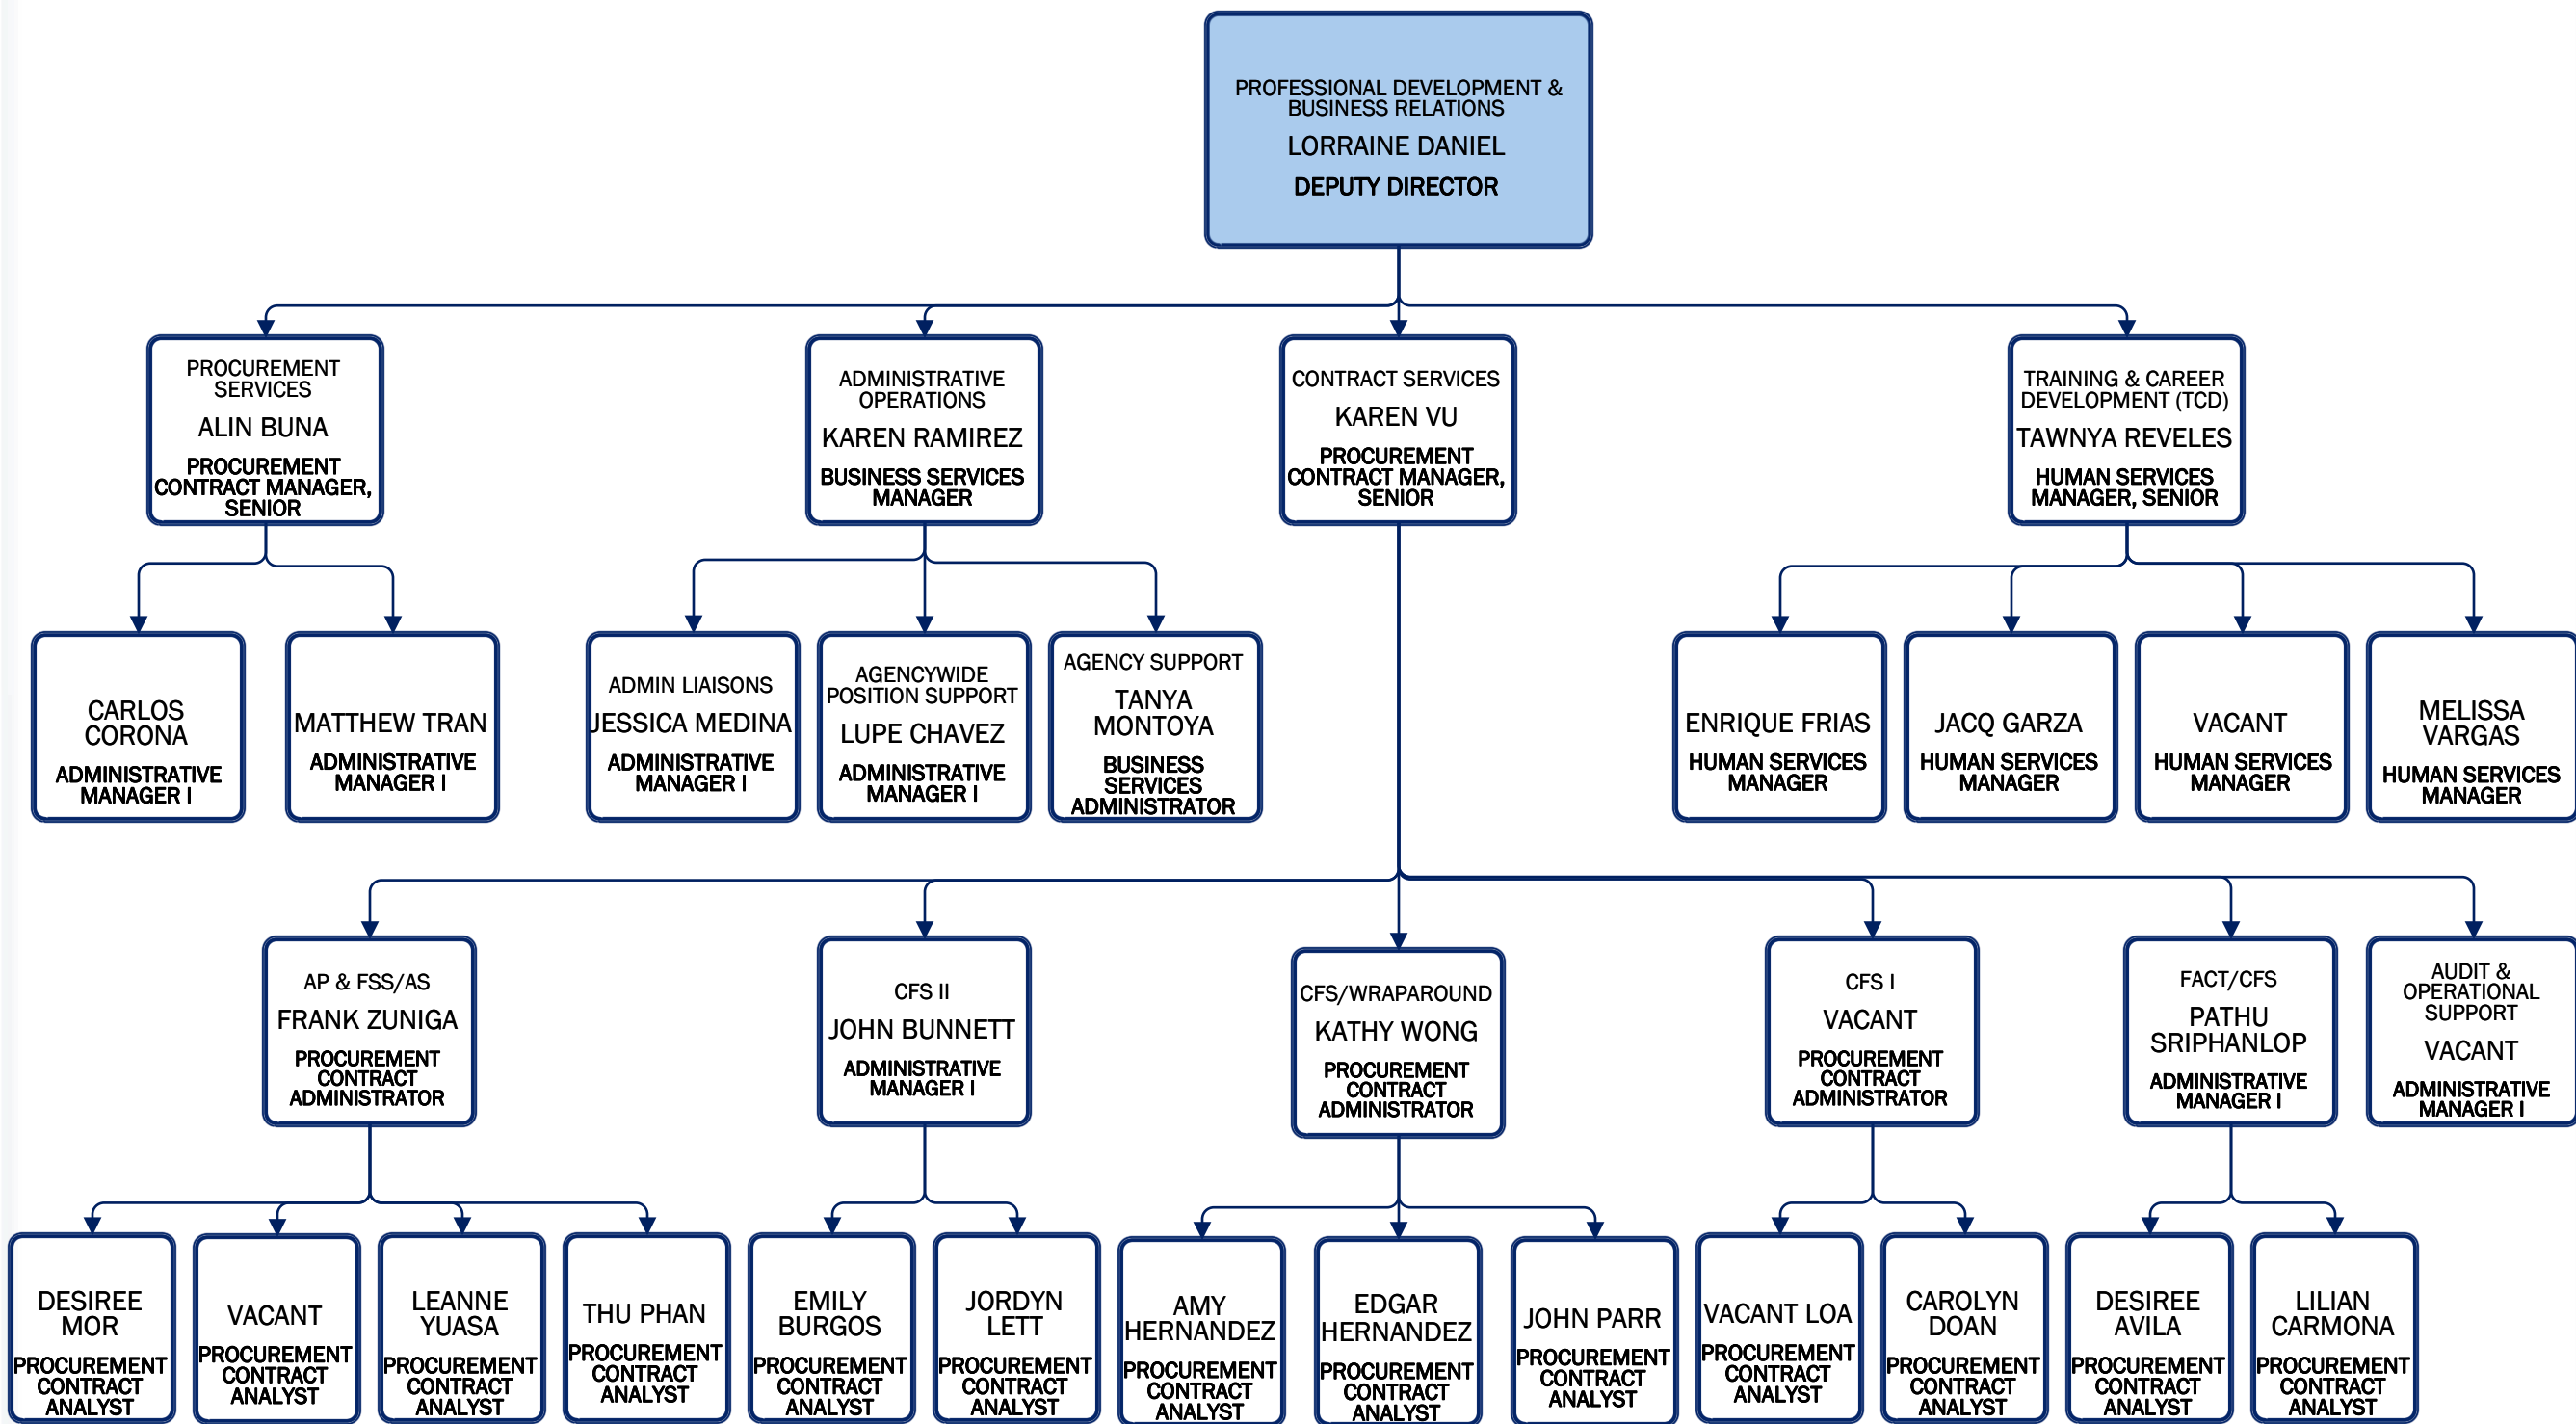 PROFESSIONAL DEVELOPMENT &
BUSINESS RELATIONS
LORRAINE DANIEL
DEPUTY DIRECTOR
PROCUREMENT
SERVICES
ALIN BUNA
PROCUREMENT
CONTRACT MANAGER,
SENIOR
ADMINISTRATIVE
OPERATIONS
KAREN RAMIREZ
BUSINESS SERVICES
MANAGER
CONTRACT SERVICES
KAREN VU
PROCUREMENT
CONTRACT MANAGER,
SENIOR
TRAINING & CAREER
DEVELOPMENT (TCD)
TAWNYA REVELES
HUMAN SERVICES
MANAGER, SENIOR
CARLOS
CORONA
ADMINISTRATIVE
MANAGER I
MATTHEW TRAN
ADMINISTRATIVE
MANAGER I
ADMIN LIAISONS
JESSICA MEDINA
ADMINISTRATIVE
MANAGER I
AGENCYWIDE
POSITION SUPPORT
LUPE CHAVEZ
ADMINISTRATIVE
MANAGER I
AGENCY SUPPORT
TANYA
MONTOYA
BUSINESS
SERVICES
ADMINISTRATOR
ENRIQUE FRIAS
HUMAN SERVICES
MANAGER
JACQ GARZA
HUMAN SERVICES
MANAGER
VACANT
HUMAN SERVICES
MANAGER
MELISSA
VARGAS
HUMAN SERVICES
MANAGER
AP & FSS/AS
FRANK ZUNIGA
PROCUREMENT
CONTRACT
ADMINISTRATOR
CFS II
JOHN BUNNETT
ADMINISTRATIVE
MANAGER I
CFS/WRAPAROUND
KATHY WONG
PROCUREMENT
CONTRACT
ADMINISTRATOR
CFS I
VACANT
PROCUREMENT
CONTRACT
ADMINISTRATOR
FACT/CFS
PATHU
SRIPHANLOP
ADMINISTRATIVE
MANAGER I
AUDIT &
OPERATIONAL
SUPPORT
VACANT
ADMINISTRATIVE
MANAGER I
DESIREE
MOR
PROCUREMENT
CONTRACT
ANALYST
VACANT
PROCUREMENT
CONTRACT
ANALYST
LEANNE
YUASA
PROCUREMENT
CONTRACT
ANALYST
THU PHAN
PROCUREMENT
CONTRACT
ANALYST
EMILY
BURGOS
PROCUREMENT
CONTRACT
ANALYST
JORDYN
LETT
PROCUREMENT
CONTRACT
ANALYST
AMY
HERNANDEZ
PROCUREMENT
CONTRACT
ANALYST
EDGAR
HERNANDEZ
PROCUREMENT
CONTRACT
ANALYST
JOHN PARR
PROCUREMENT
CONTRACT
ANALYST
VACANT LOA
PROCUREMENT
CONTRACT
ANALYST
CAROLYN
DOAN
PROCUREMENT
CONTRACT
ANALYST
DESIREE
AVILA
PROCUREMENT
CONTRACT
ANALYST
LILIAN
CARMONA
PROCUREMENT
CONTRACT
ANALYST